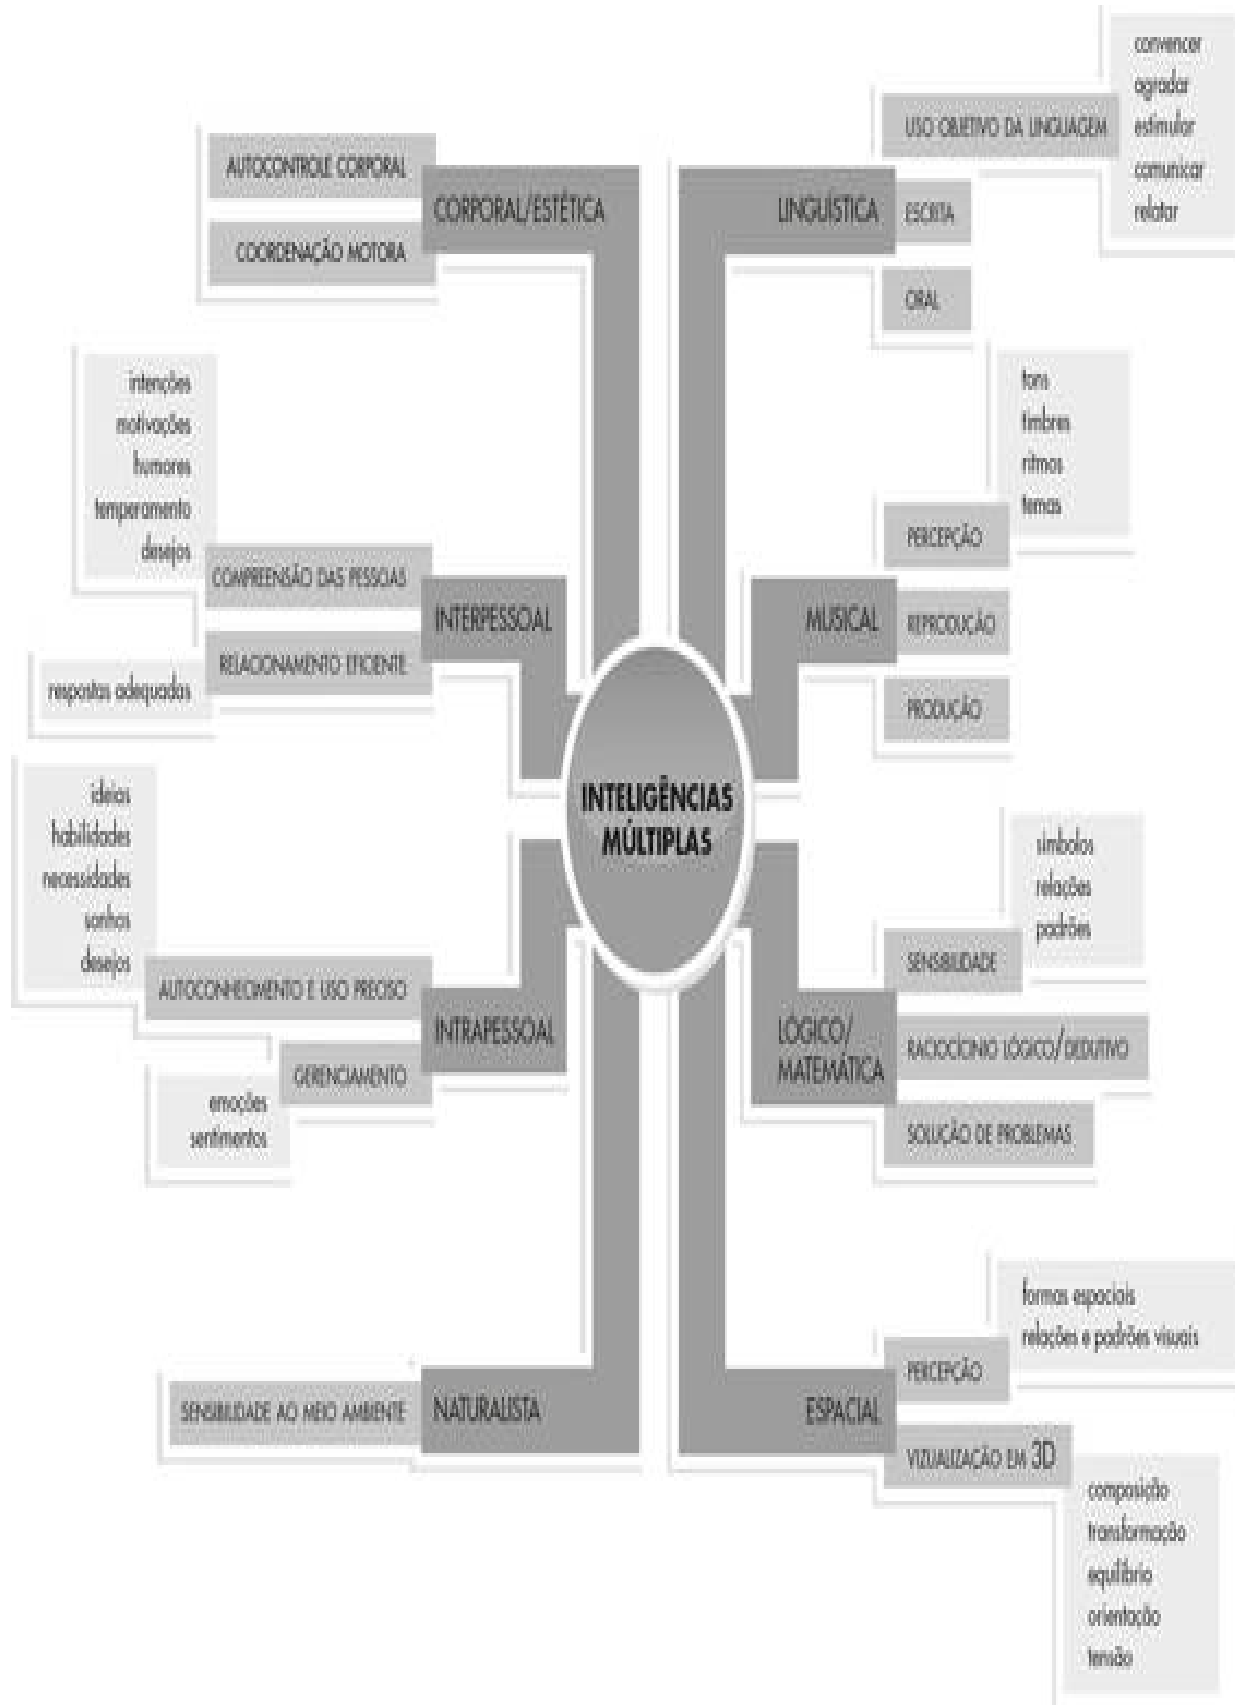 INTELIGÊNCIAS
MÚLTIPLAS
CORPORAL/ESTÉTICA
AUTOCONTROLE CORPORAL
COORDENAÇÃO MOTORA
INTERPESSOAL
COMPREENSÃO DAS PESSOAS
intenções
motivações
humores
temperamento
desejos
RELACIONAMENTO EFICIENTE
respostas adequadas
INTRAPESSOAL
AUTOCONHECIMENTO E USO PRECISO
ideias
habilidades
necessidades
sonhos
desejos
GERENCIAMENTO
emoções
sentimentos
NATURALISTA
SENSIBILIDADE AO MEIO AMBIENTE
LINGUÍSTICA
USO OBJETIVO DA LINGUAGEM
convencer
agradar
estimular
comunicar
relatar
ESCRITA
ORAL
MUSICAL
PERCEPÇÃO
tons
timbres
ritmos
temas
REPRODUÇÃO
PRODUÇÃO
LÓGICO/
MATEMÁTICA
SENSIBILIDADE
símbolos
relações
padrões
RACIOCÍNIO LÓGICO/DEDUTIVO
SOLUÇÃO DE PROBLEMAS
ESPACIAL
PERCEPÇÃO
formas espaciais
relações e padrões visuais
VIZUALIZAÇÃO EM 3D
composição
transformação
equilíbrio
orientação
tensão